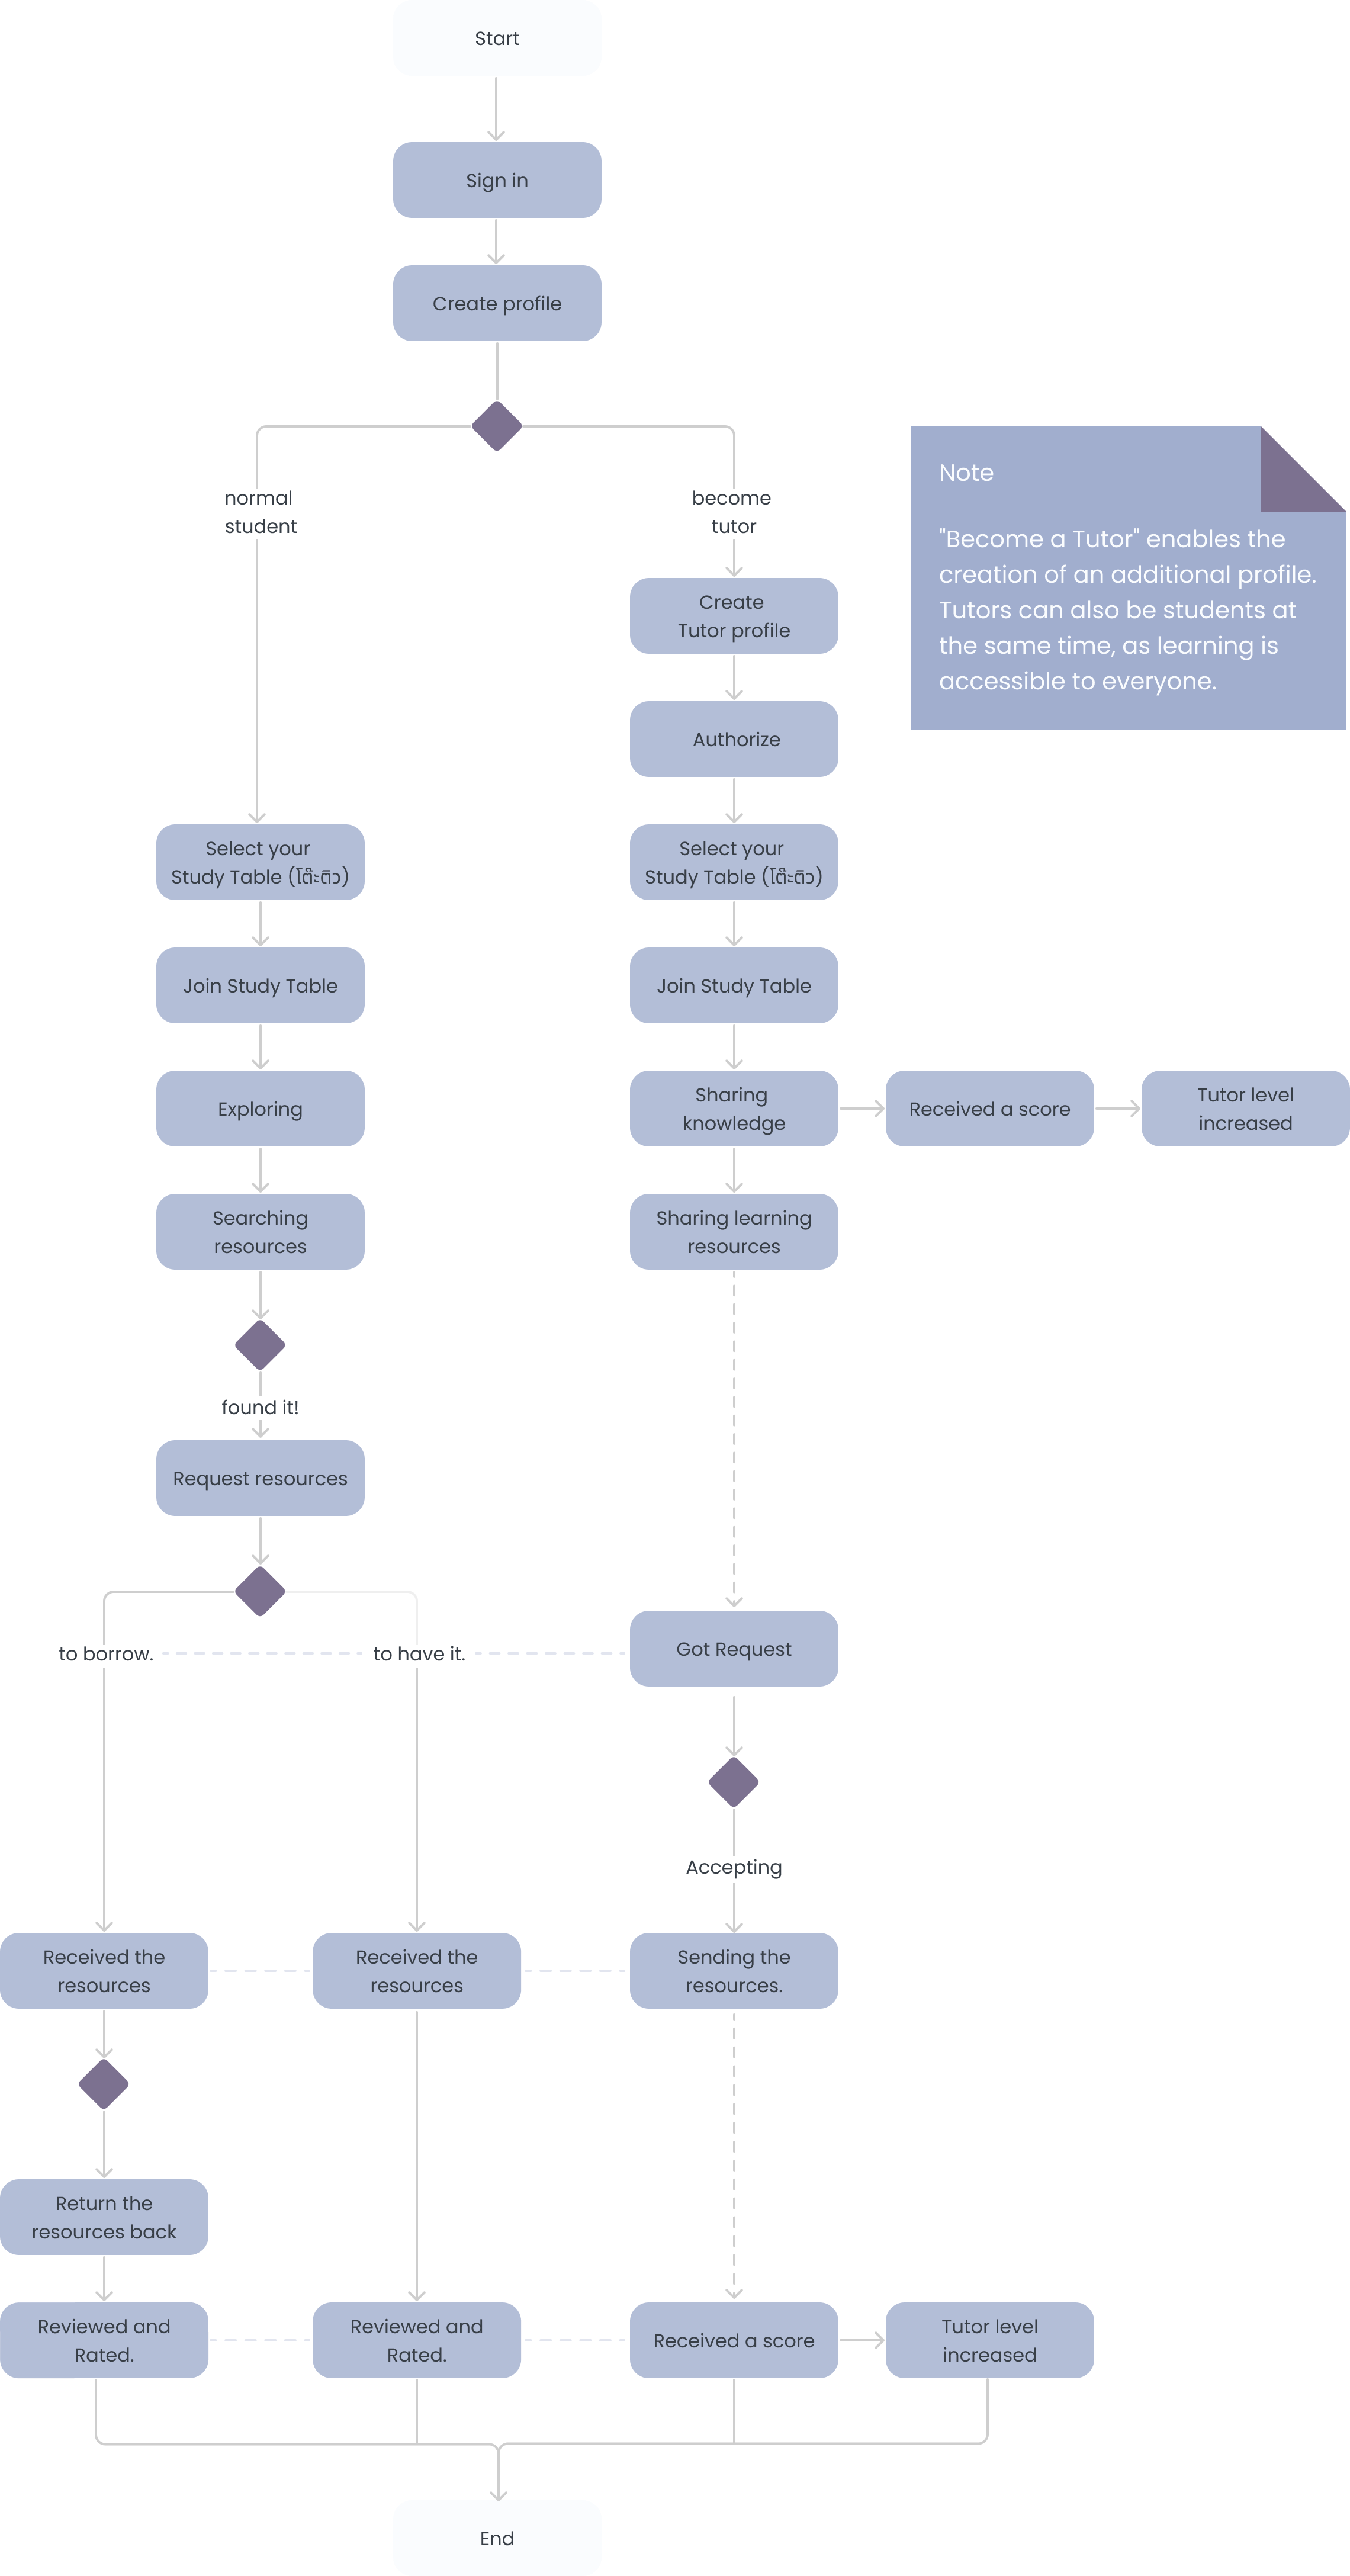 Start
Sign in
Create profile
normal
student
become
tutor
Note
"Become a Tutor" enables the
creation of an additional profile.
Tutors can also be students at
the same time, as learning is
accessible to everyone.
Create
Tutor profile
Authorize
Select your
Study Table (โต๊ะติว)
Select your
Study Table (โต๊ะติว)
Join Study Table
Join Study Table
Exploring
Sharing
knowledge
Received a score
Tutor level
increased
Searching
resources
Sharing learning
resources
found it!
Request resources
to borrow.
to have it.
Got Request
Accepting
Received the
resources
Received the
resources
Sending the
resources.
Return the
resources back
Reviewed and
Rated.
Reviewed and
Rated.
Received a score
Tutor level
increased
End